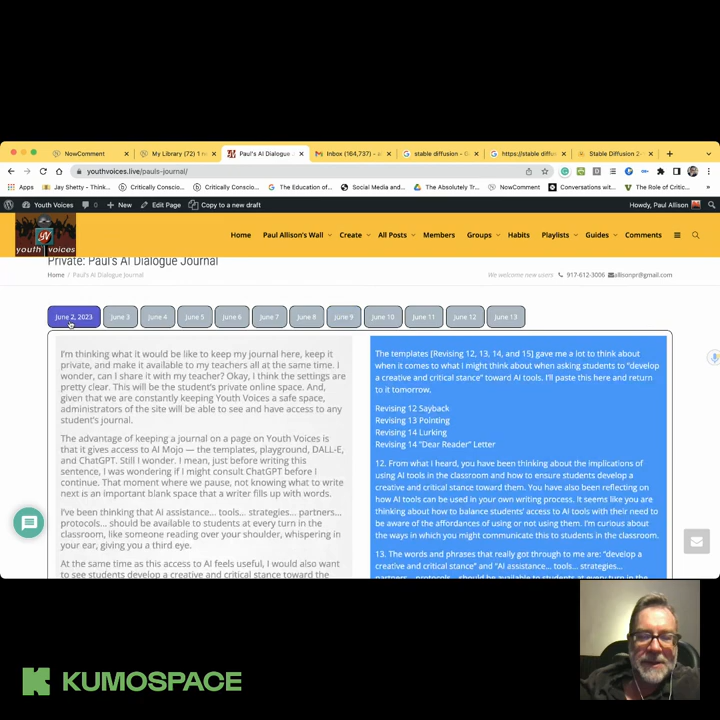 NowComment
My Library (72) 1 n
Paul's AI Dialogue J
Inbox (164,737) - a
stable diffusion - G
https://stable diffus
Stable Diffusion 2-
youthvoices.live/pauls-journal/
Apps
Jay Shetty - Think...
Critically Conscio...
Critically Conscio...
The Education of...
Social Media and...
The Absolutely Tr...
NowComment
Conversations wit...
The Role of Critic...
Youth Voices
0
New
Edit Page
Copy to a new draft
Howdy, Paul Allison
youth voices
Home
Paul Allison's Wall
Create
All Posts
Members
Groups
Habits
Playlists
Guides
Comments
Private: Paul's AI Dialogue Journal
Home / Paul's AI Dialogue Journal
We welcome new users
917-612-3006
allisonpr@gmail.com
June 2, 2023
June 3
June 4
June 5
June 6
June 7
June 8
June 9
June 10
June 11
June 12
June 13
I'm thinking what it would be like to keep my journal here, keep it
private, and make it available to my teachers all at the same time. I
wonder, can I share it with my teacher? Okay, I think the settings are
pretty clear. This will be the student's private online space. And,
given that we are constantly keeping Youth Voices a safe space,
administrators of the site will be able to see and have access to any
student's journal.
The advantage of keeping a journal on a page on Youth Voices is
that it gives access to AI Mojo — the templates, playground, DALL-E,
and ChatGPT. Still I wonder. I mean, just before writing this
sentence, I was wondering if I might consult ChatGPT before I
continue. That moment where we pause, not knowing what to write
next is an important blank space that a writer fills up with words.
I've been thinking that AI assistance... tools... strategies... partners...
protocols... should be available to students at every turn in the
classroom, like someone reading over your shoulder, whispering in
your ear, giving you a third eye.
At the same time as this access to AI feels useful, I would also want
to see students develop a creative and critical stance toward the
The templates [Revising 12, 13, 14, and 15] gave me a lot to think about
when it comes to what I might think about when asking students to "develop
a creative and critical stance" toward AI tools. I'll paste this here and return
to it tomorrow.
Revising 12 Sayback
Revising 13 Pointing
Revising 14 Lurking
Revising 14 "Dear Reader" Letter
12. From what I heard, you have been thinking about the implications of
using AI tools in the classroom and how to ensure students develop a
creative and critical stance toward them. You have also been reflecting on
how AI tools can be used in your own writing process. It seems like you are
thinking about how to balance students' access to AI tools with their need to
be aware of the affordances of using or not using them. I'm curious about
the ways in which you might communicate this to students in the classroom.
13. The words and phrases that really got through to me are: "develop a
creative and critical stance" and "AI assistance... tools... strategies...
partners... protocols... should be available to students at every turn in the
KUMOSPACE